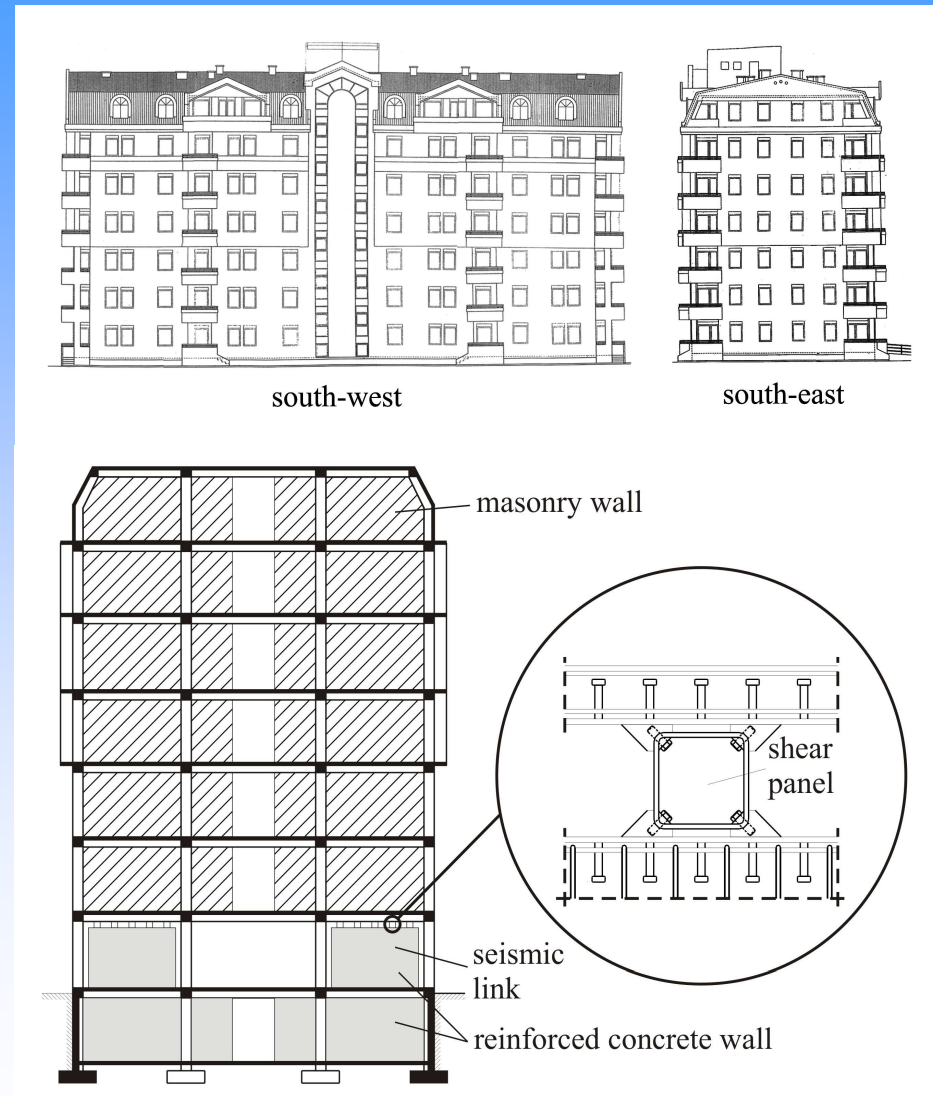 south-west
south-east
masonry wall
shear
panel
seismic
link
reinforced concrete wall